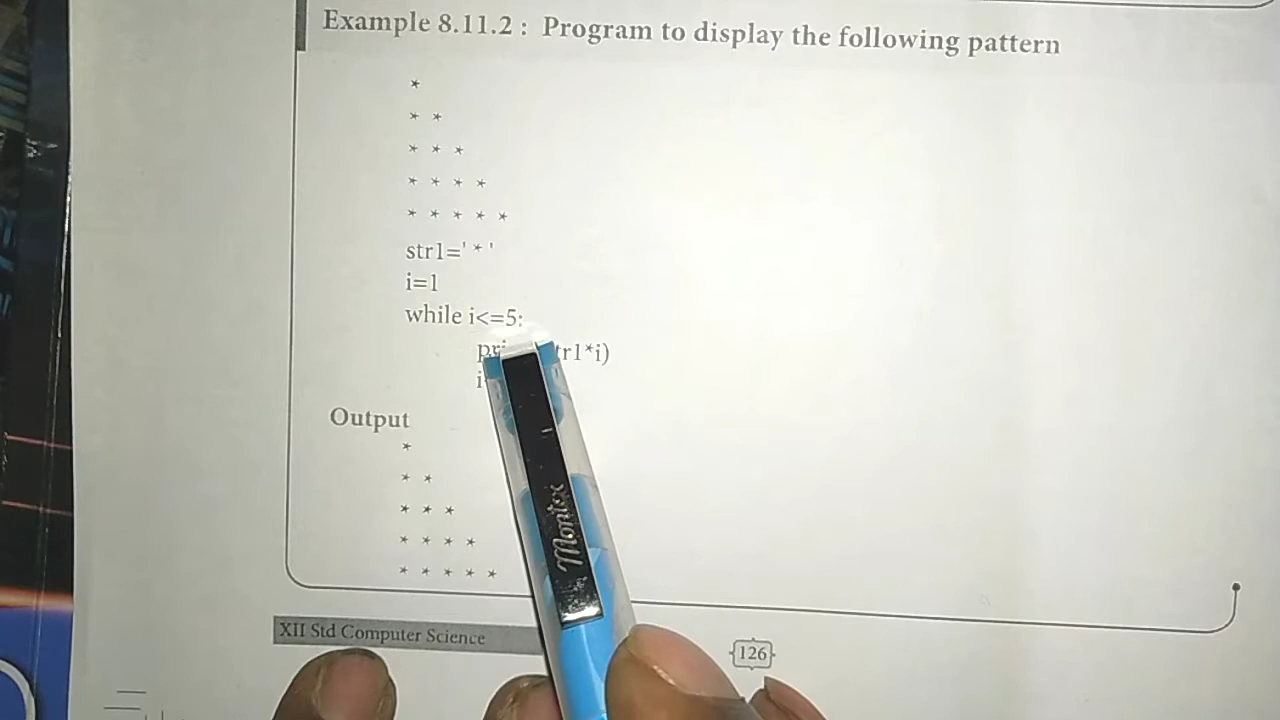 Example 8.11.2 : Program to display the following pattern
*
* *
* * *
* * * *
* * * * *
str1=' * '
i=1
while i<=5:
tr1*i)
Output
*
* *
* * *
* * * *
* * * * *
Montex
XII Std Computer Science
126